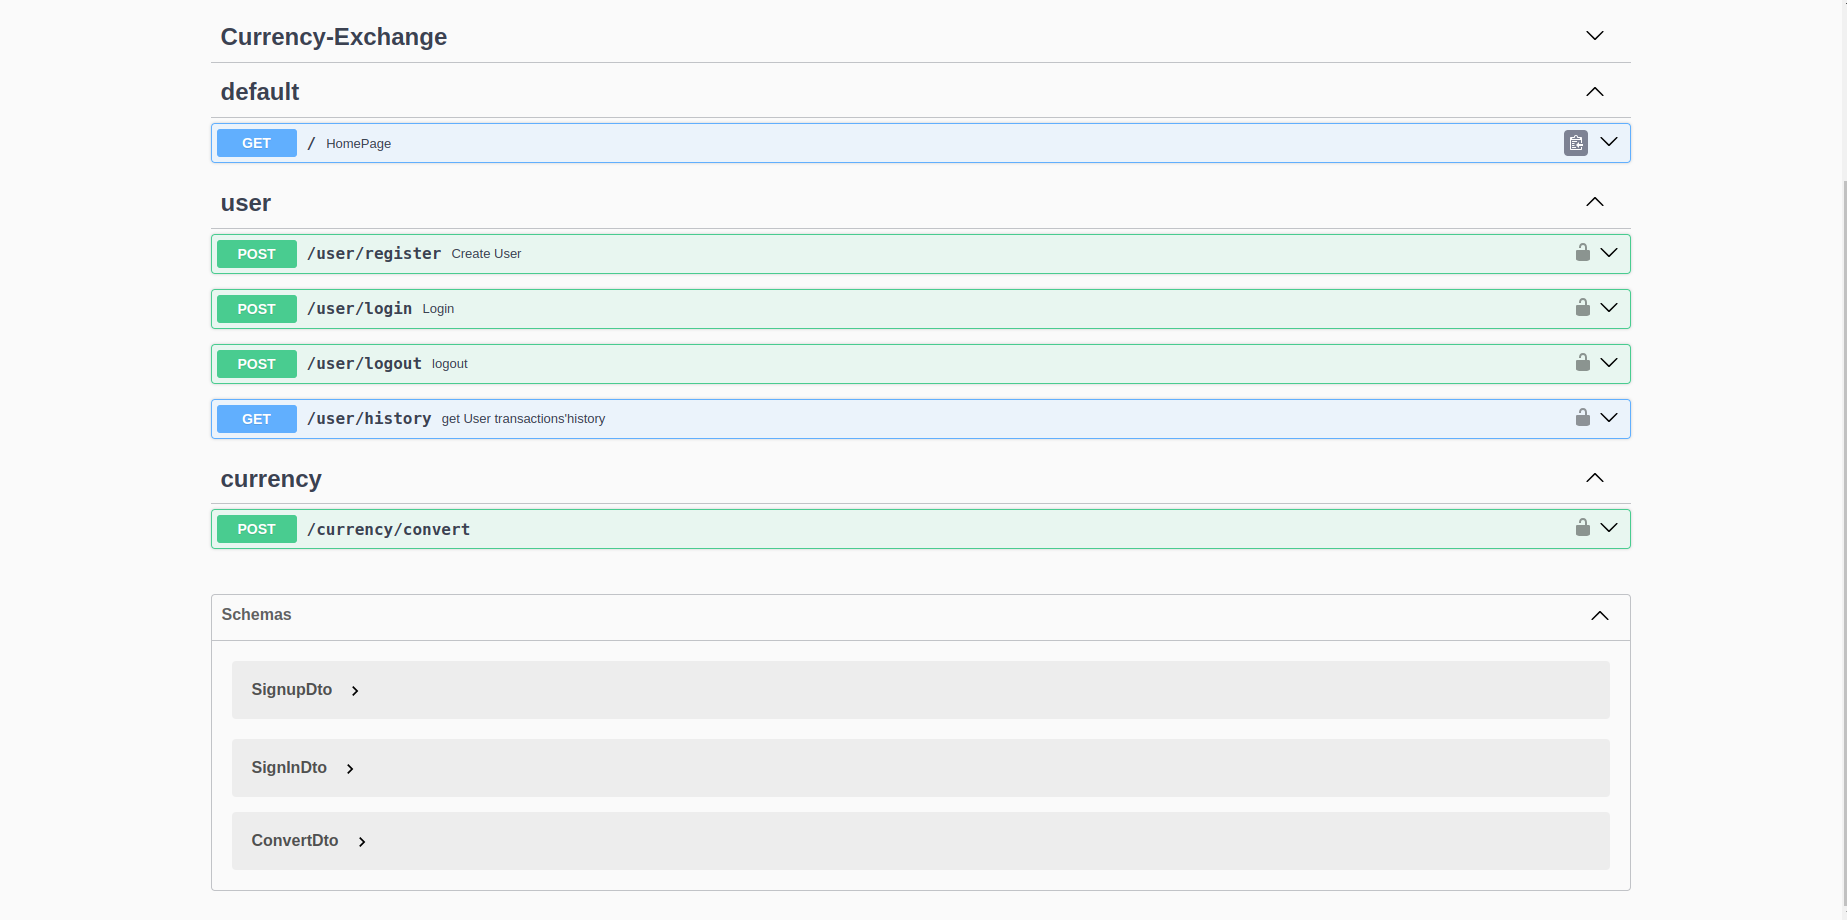 Currency-Exchange
default
GET / HomePage
user
POST /user/register Create User
POST /user/login Login
POST /user/logout logout
GET /user/history get User transactions'history
currency
POST /currency/convert
Schemas
SignupDto
SignInDto
ConvertDto